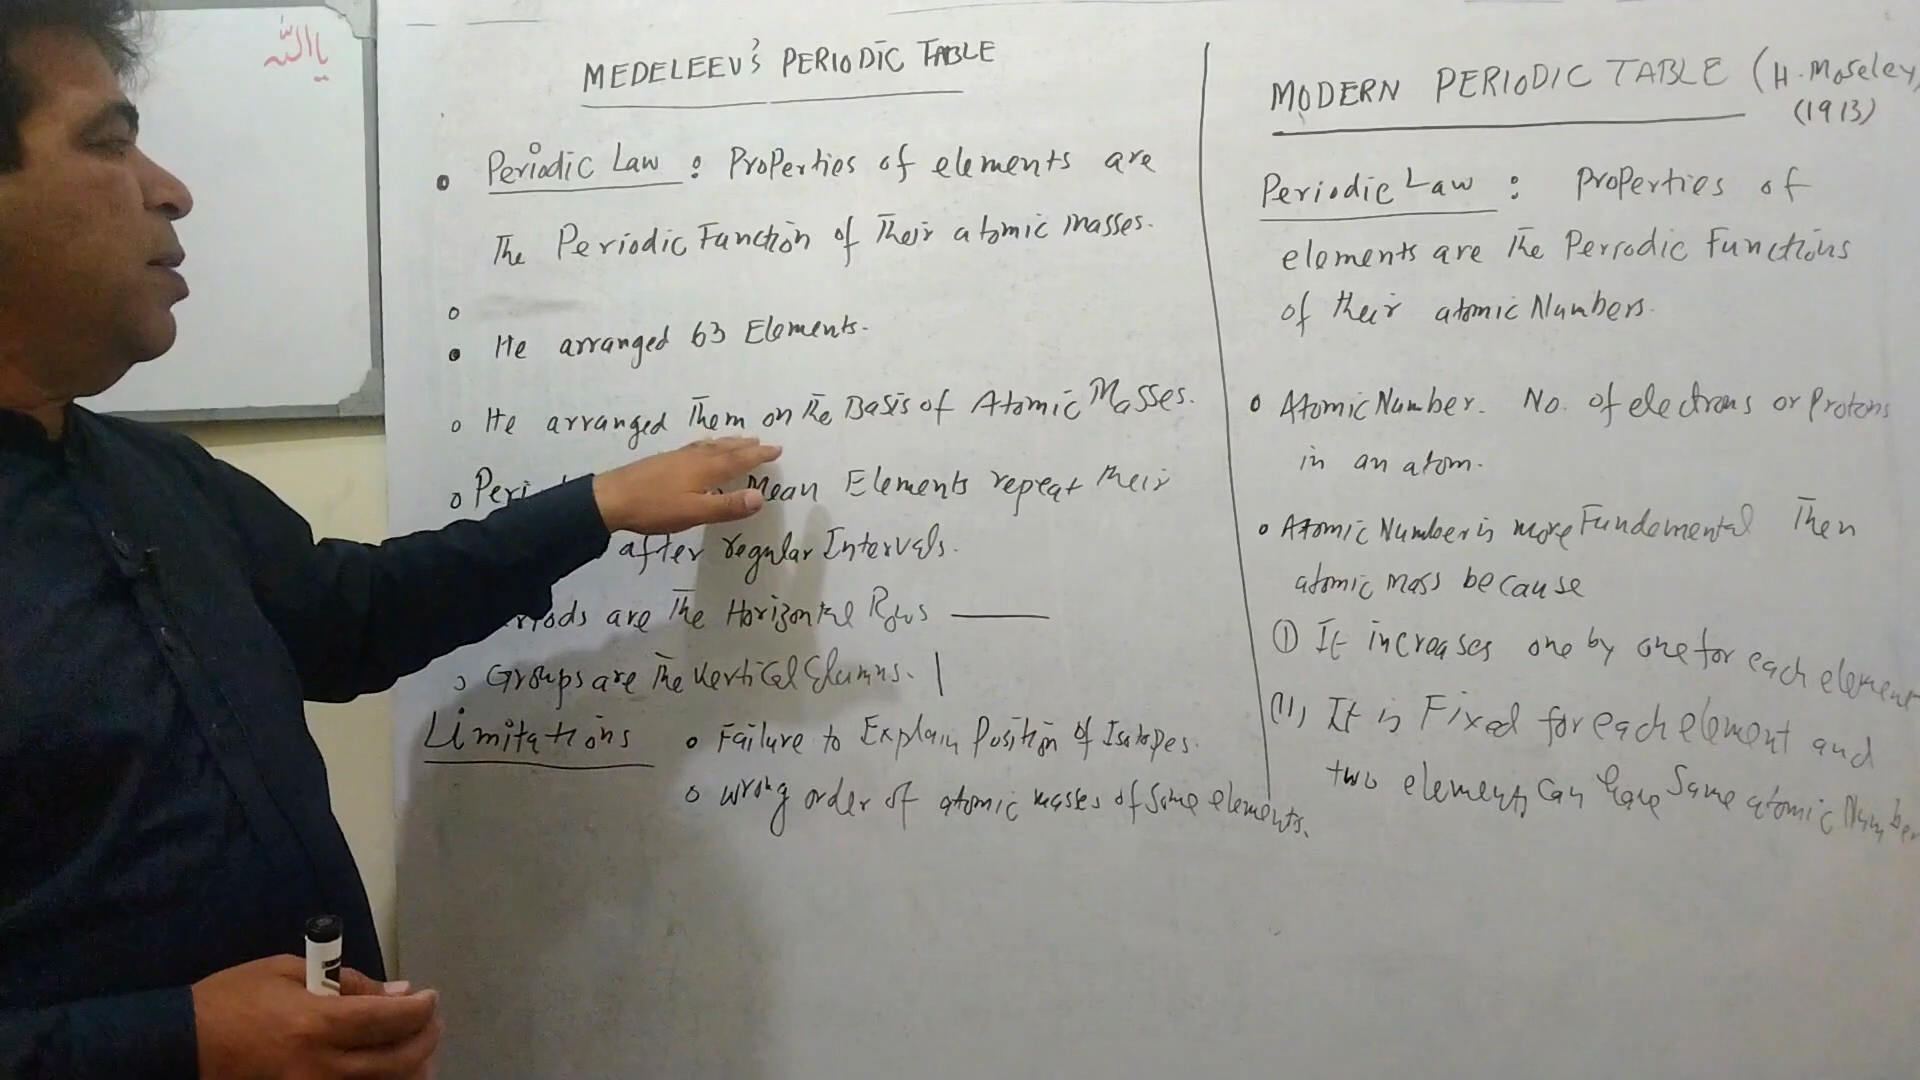 یااللہ
MEDELEEV'S PERIODIC TABLE
Periodic Law : Properties of elements are
The Periodic Function of Their atomic masses.
He arranged 63 Elements.
He arranged Them on The Basis of Atomic Masses.
Mean Elements repeat their
after regular Intervels.
are The Horizontel Rows
Groups are The Vertical Columns. |
Limitations
Failure to Explain Position of Isotopes.
wrong order of atomic masses of Some elements.
MODERN PERIODIC TABLE (H. Moseley)
(1913)
Periodic Law : Properties of
elements are The Periodic Functions
of their atomic Numbers.
Atomic Number. No. of electrons or Protons
in an atom.
Atomic Number is more Fundemental Then
atomic mass because
(I) It increases one by one for each element
(II) It is Fixed for each element and
two elements can have Same atomic Number